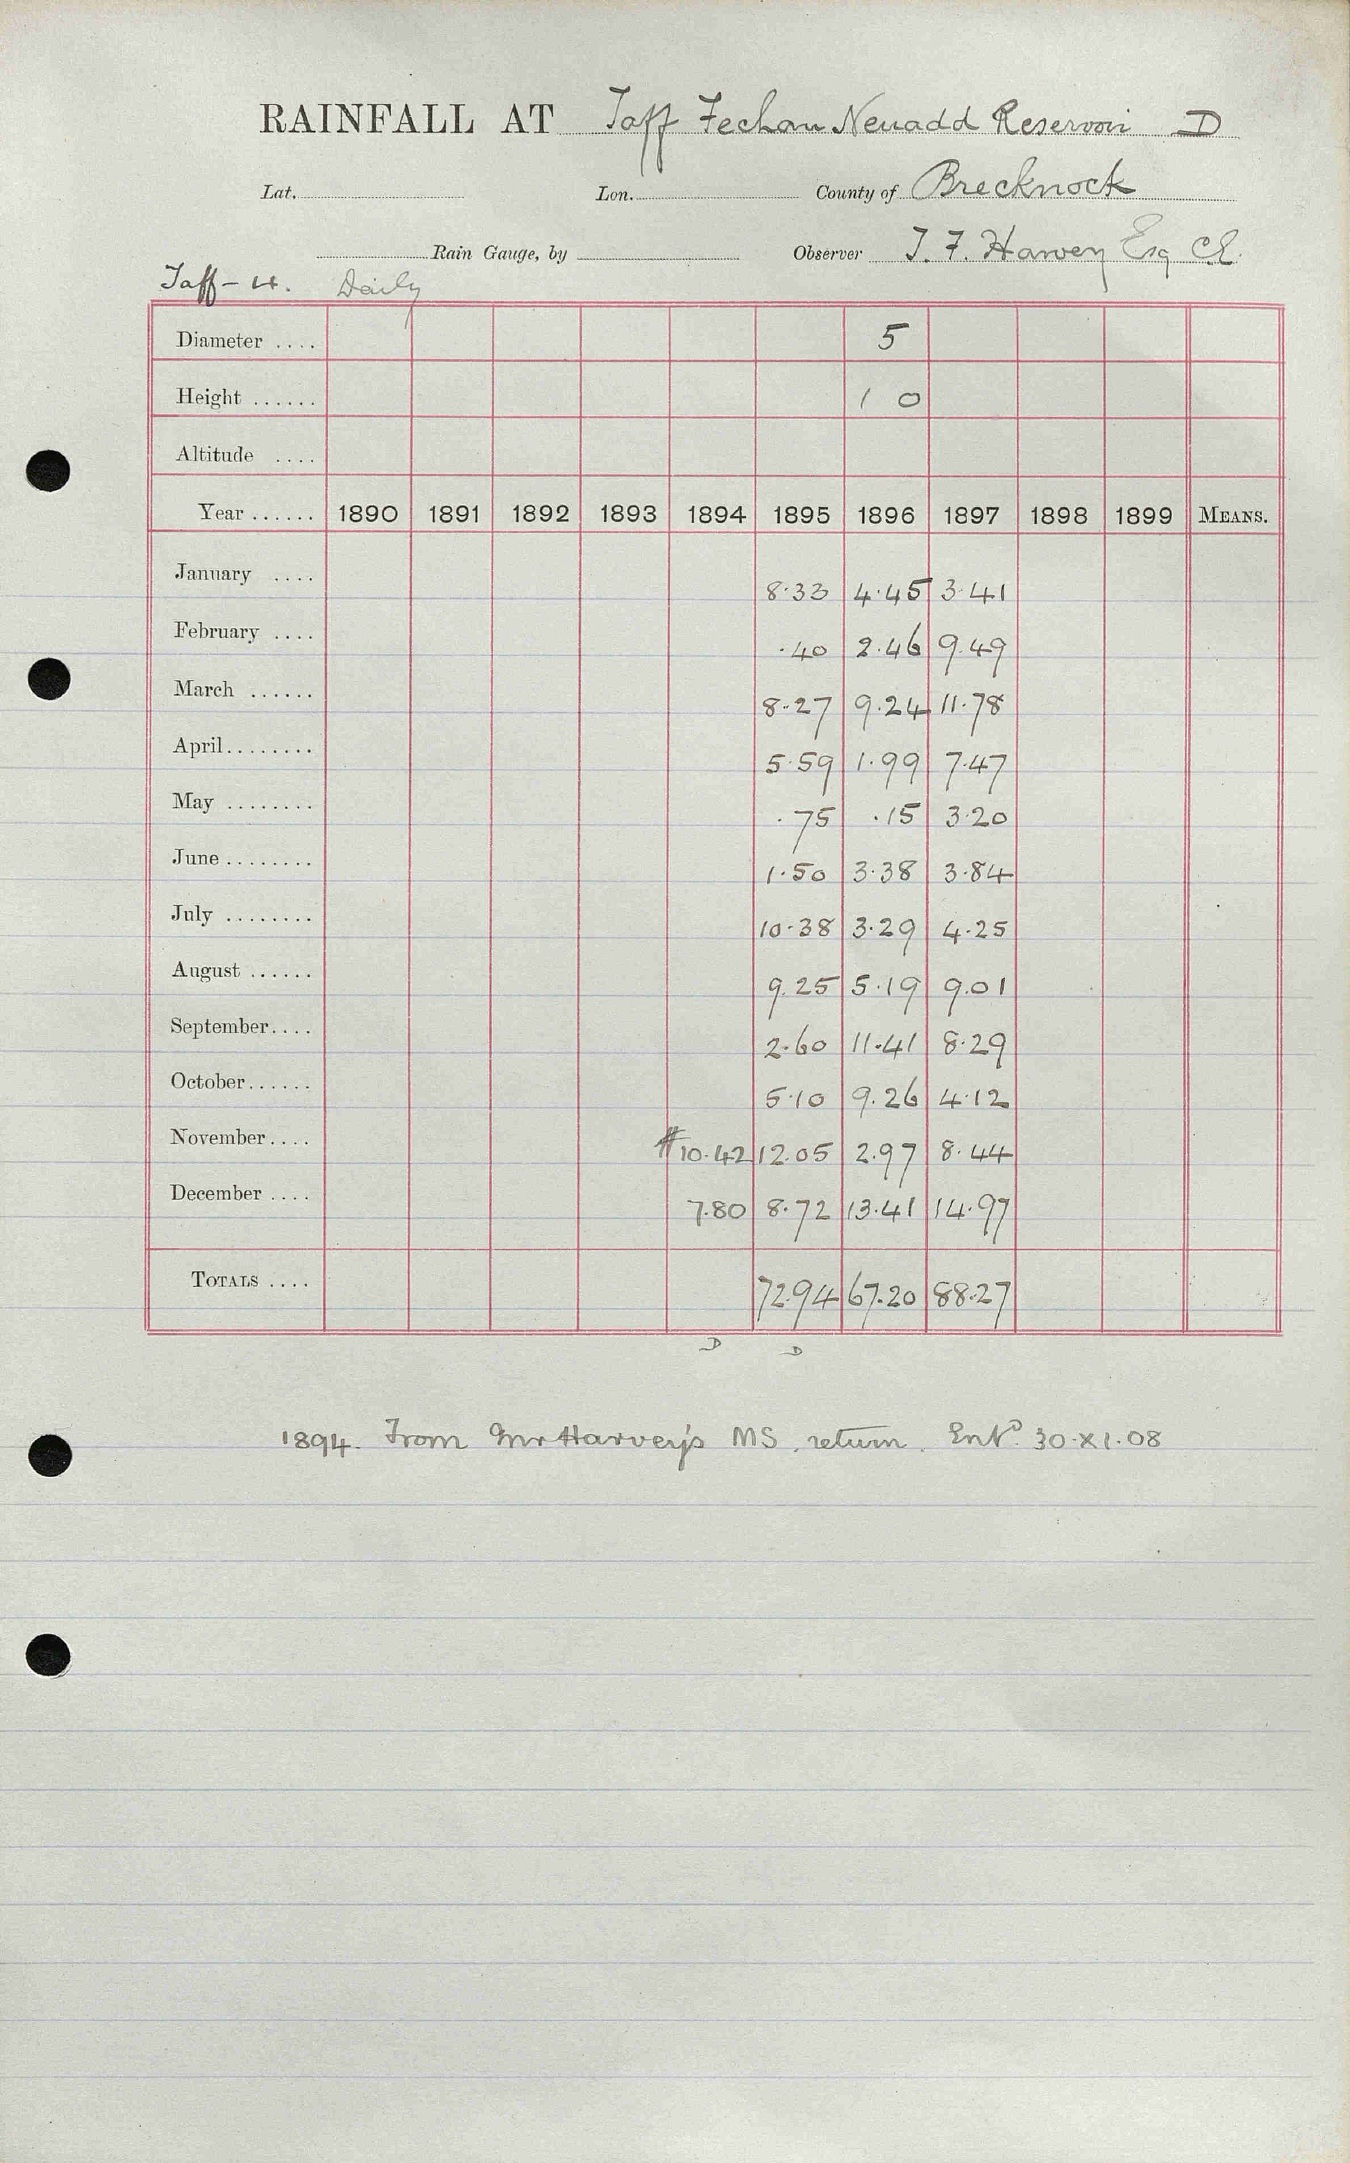 RAINFALL AT Taff Fechan Neuadd Reservoir D
Lat. Lon. County of Brecknock
Rain Gauge, by Observer T. F. Harvey Esq CE.
Taff - 4. Daily
Diameter .... 5
Height ...... 1 0
Altitude ....
Year ...... 1890 1891 1892 1893 1894 1895 1896 1897 1898 1899 MEANS.
January .... 8.33 4.45 3.41
February .... .40 2.46 9.49
March ...... 8.27 9.24 11.78
April........ 5.59 1.99 7.47
May ........ .75 .15 3.20
June ........ 1.50 3.38 3.84
July ........ 10.38 3.29 4.25
August ...... 9.25 5.19 9.01
September.... 2.60 11.41 8.29
October...... 5.10 9.26 4.12
November.... #10.42 12.05 2.97 8.44
December .... 7.80 8.72 13.41 14.97
TOTALS .... 72.94 67.20 88.27
D D
1894. From Mr Harvey's MS. return. Entd. 30.XI.08